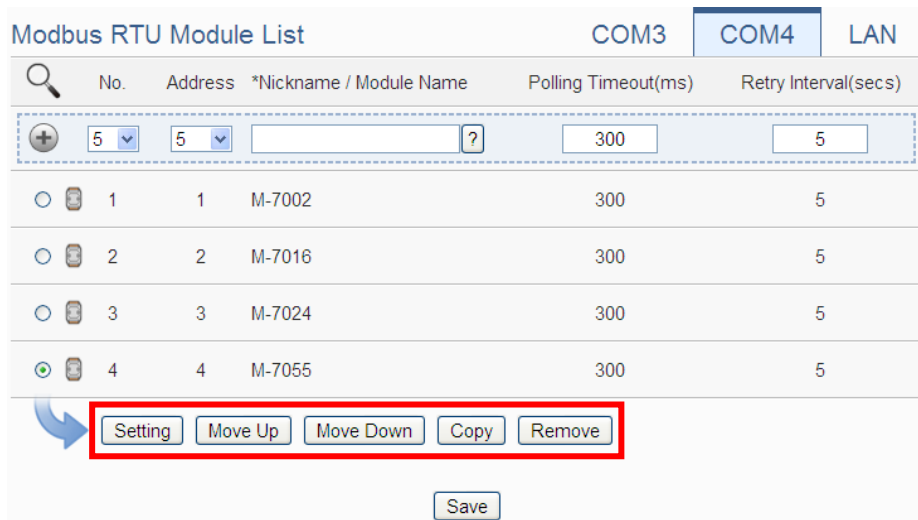 Modbus RTU Module List COM3 COM4 LAN
No. Address *Nickname / Module Name Polling Timeout(ms) Retry Interval(secs)
5 5 ? 300 5
1 1 M-7002 300 5
2 2 M-7016 300 5
3 3 M-7024 300 5
4 4 M-7055 300 5
Setting Move Up Move Down Copy Remove
Save